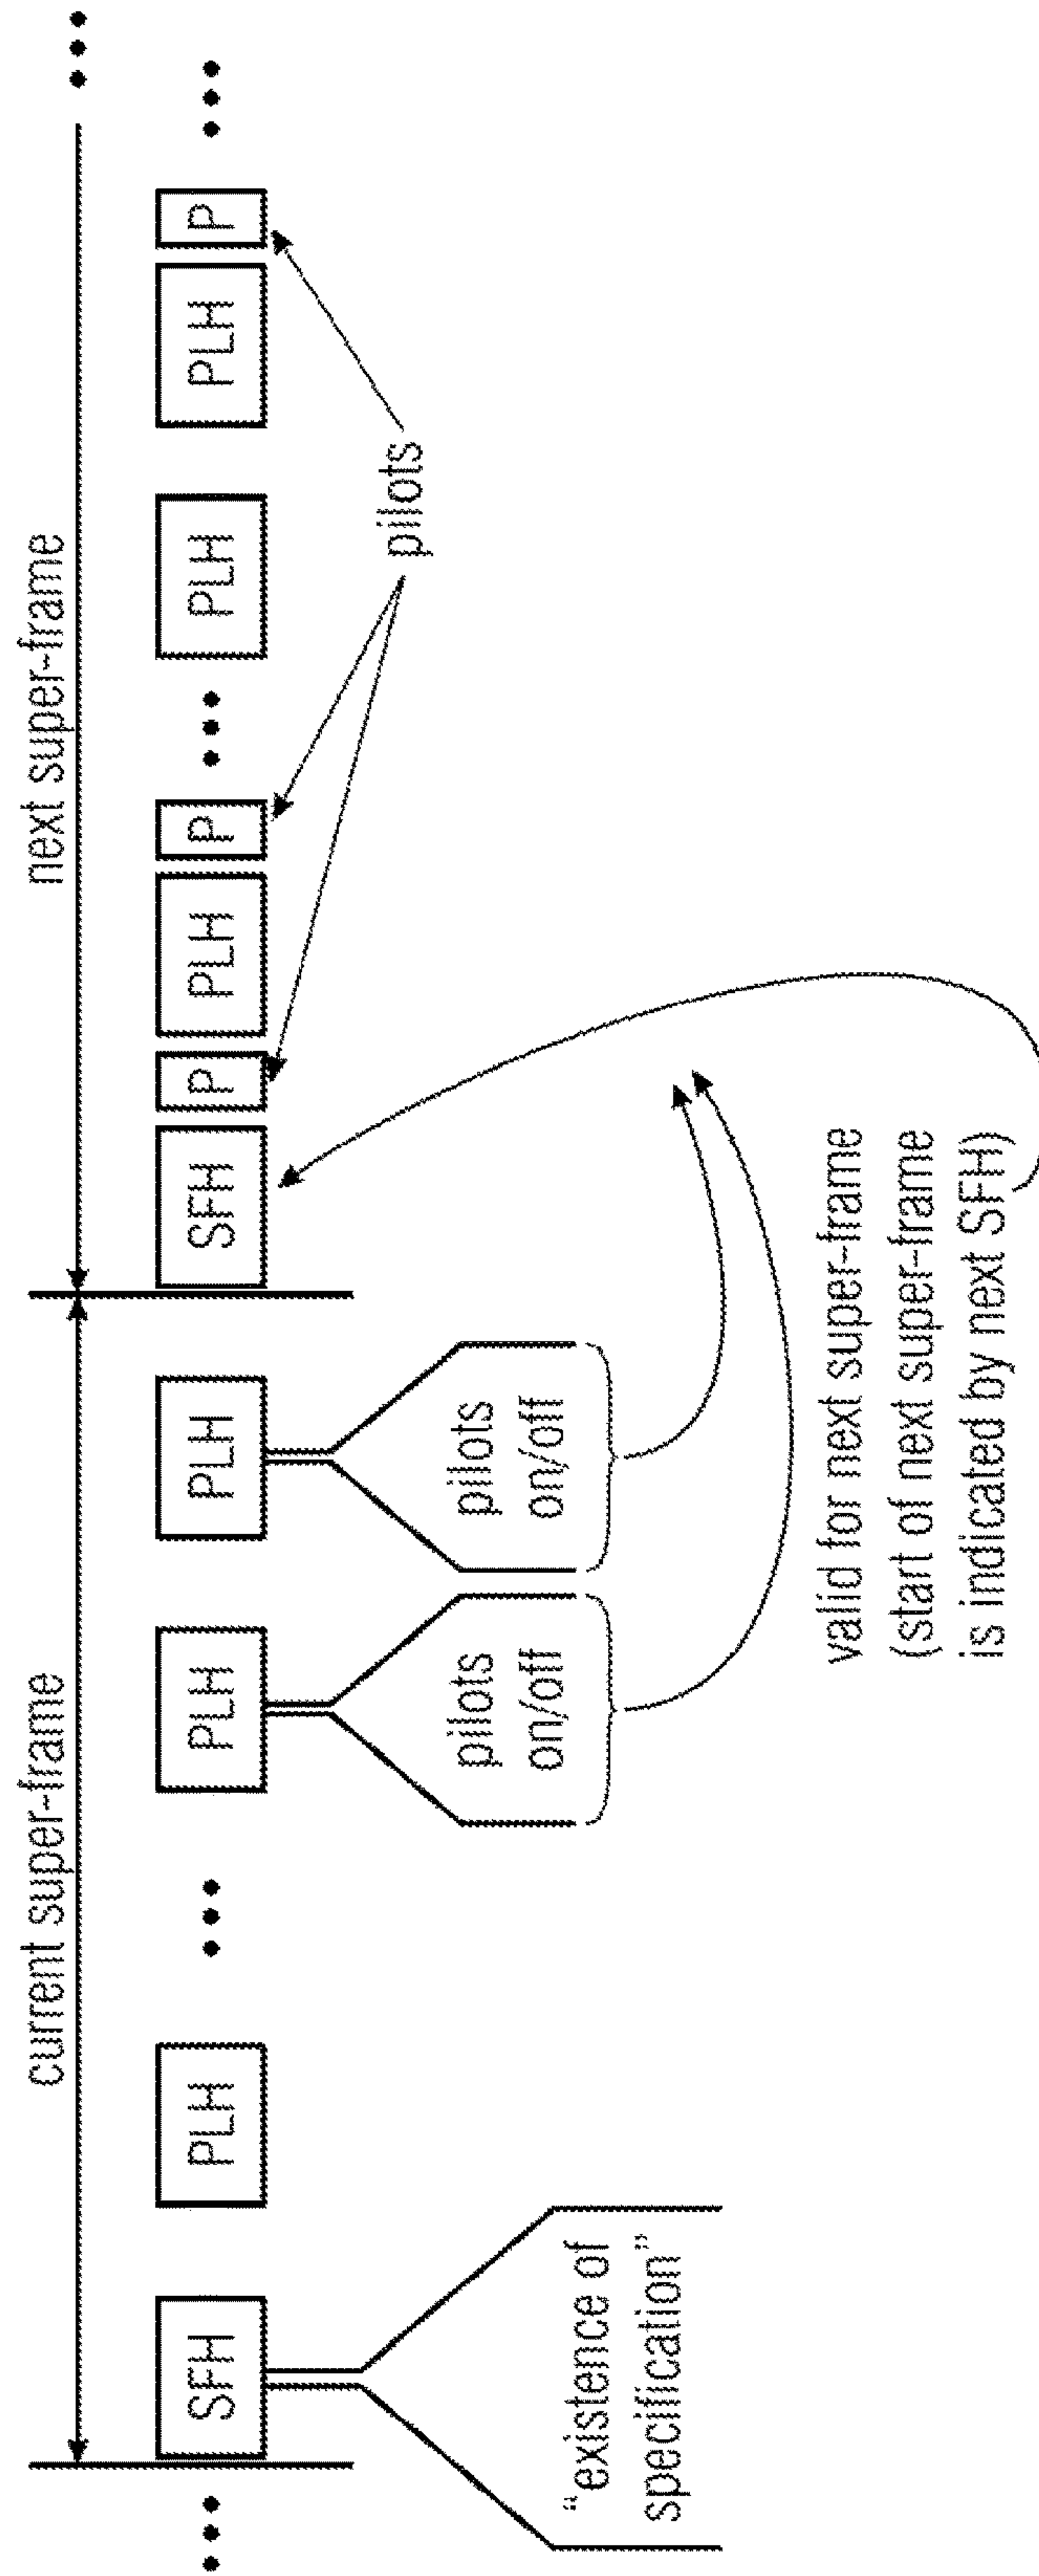 current super-frame
next super-frame
SFH
PLH
PLH
PLH
SFH
P
PLH
P
PLH
PLH
P
"existence of
specification"
pilots
on/off
pilots
on/off
pilots
valid for next super-frame
(start of next super-frame
is indicated by next SFH)